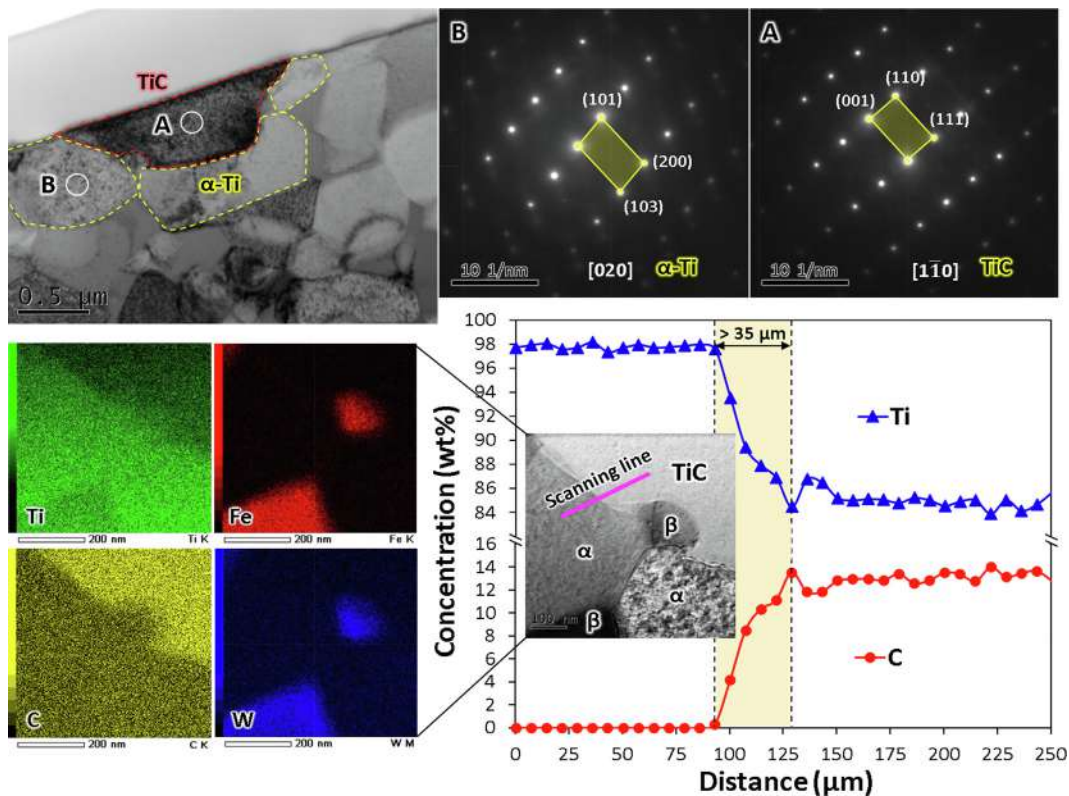 TiC
A
B
α-Ti
0.5 μm
B
(101)
(200)
(103)
10 1/nm
[020]
α-Ti
A
(110)
(001)
(111)
10 1/nm
[11̅0]
TiC
Ti
200 nm
Ti K
Fe
200 nm
Fe K
C
200 nm
C K
W
200 nm
W M
Concentration (wt%)
100
98
96
94
92
90
88
86
84
16
14
12
10
8
6
4
2
0
> 35 μm
Ti
C
Scanning line
TiC
β
α
α
β
100 nm
0
25
50
75
100
125
150
175
200
225
250
Distance (μm)